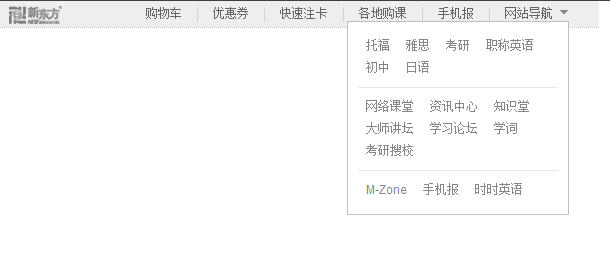 新东方 购物车 优惠券 快速注卡 各地购课 手机报 网站导航
托福 雅思 考研 职称英语
初中 日语
网络课堂 资讯中心 知识堂
大师讲坛 学习论坛 学词
考研搜校
M-Zone 手机报 时时英语